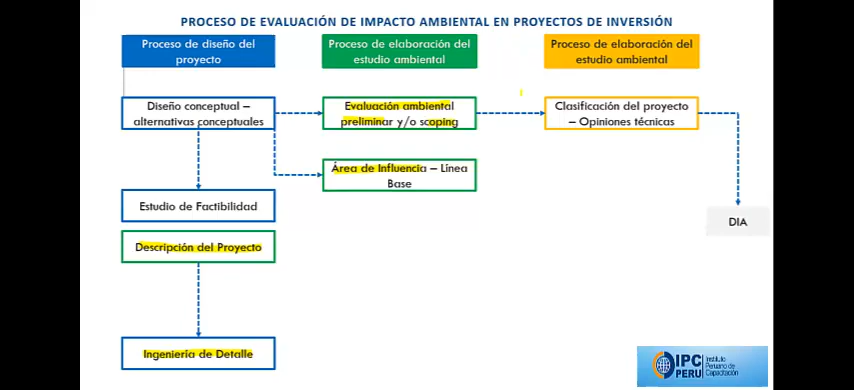 PROCESO DE EVALUACIÓN DE IMPACTO AMBIENTAL EN PROYECTOS DE INVERSIÓN
Proceso de diseño del
proyecto
Proceso de elaboración del
estudio ambiental
Proceso de elaboración del
estudio ambiental
Diseño conceptual –
alternativas conceptuales
Evaluación ambiental
preliminar y/o scoping
Clasificación del proyecto
– Opiniones técnicas
Área de Influencia – Línea
Base
Estudio de Factibilidad
DIA
Descripción del Proyecto
Ingeniería de Detalle
IPC
PERU
Instituto
Peruano de
Capacitación